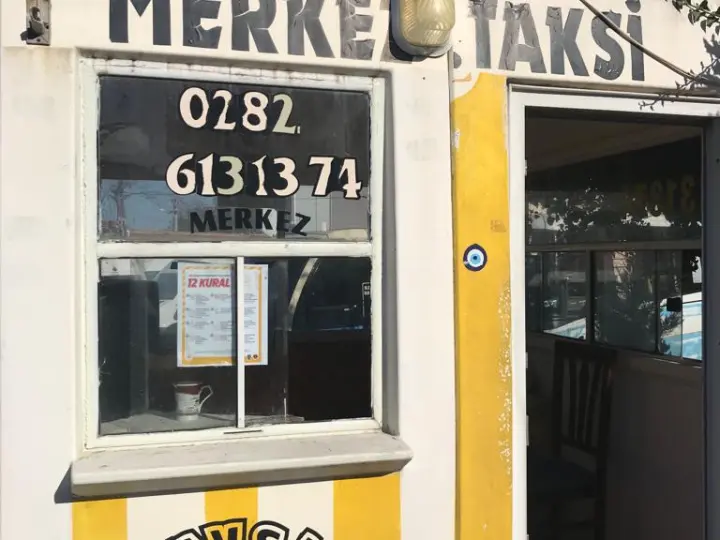 MERKEZ TAKSİ
0282
613 13 74
MERKEZ
12 KURAL